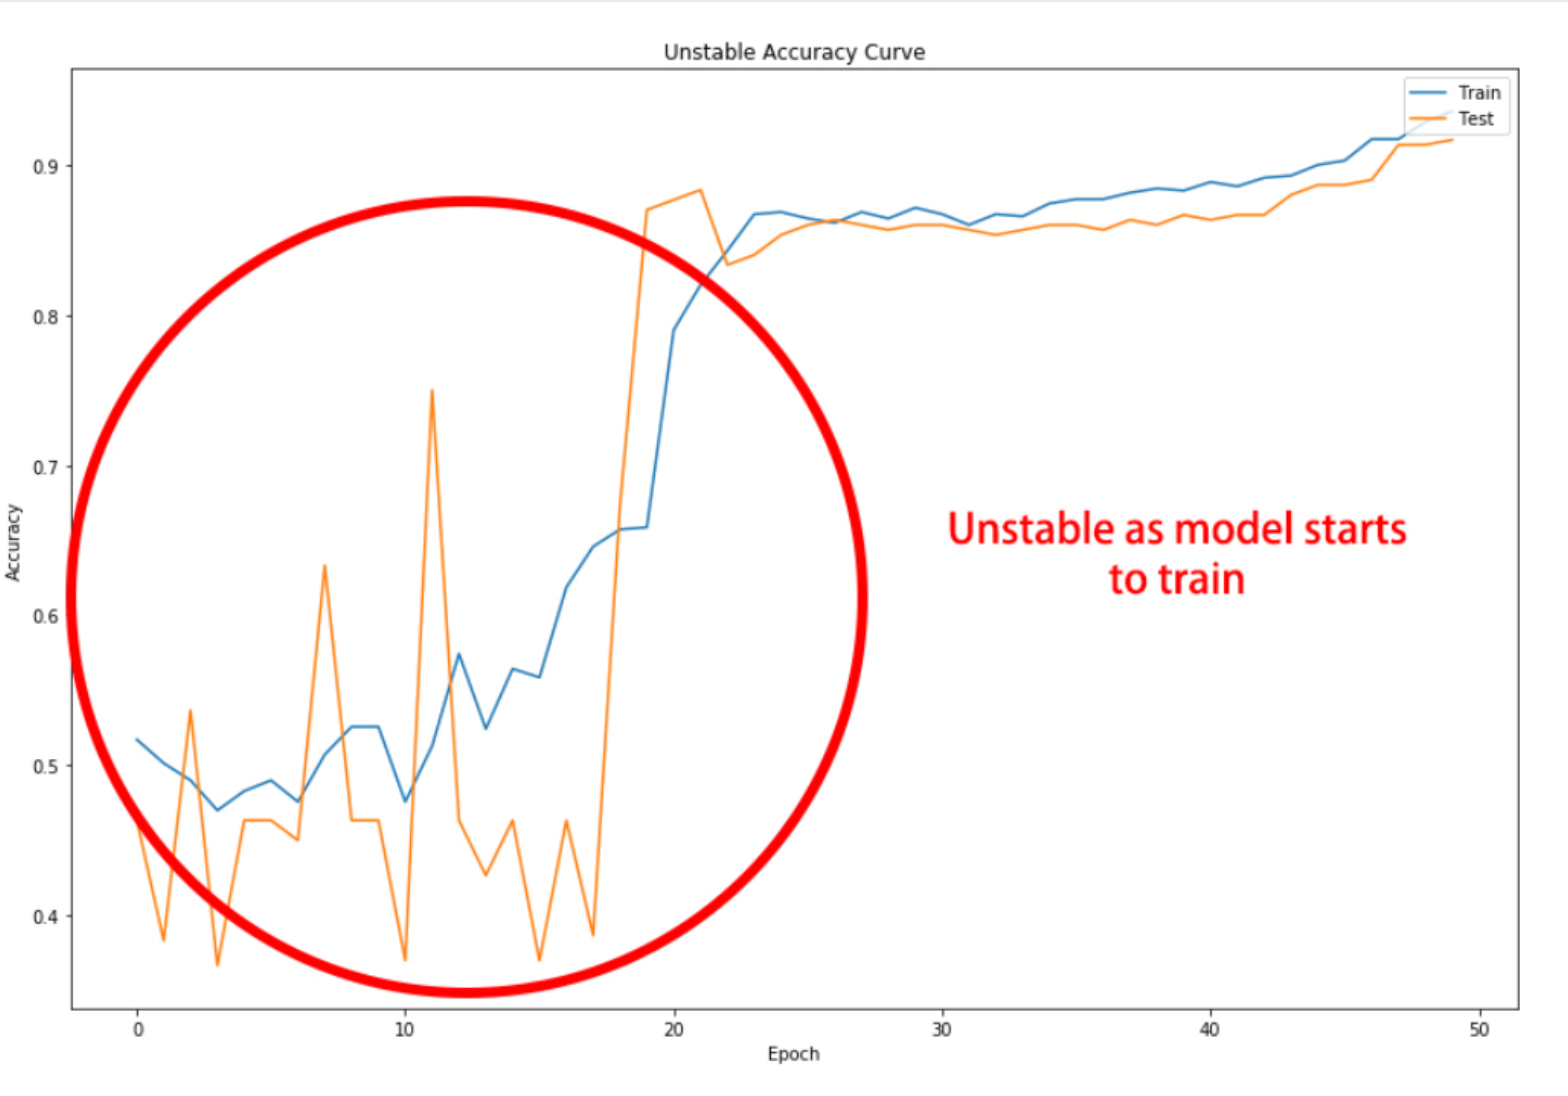 Unstable Accuracy Curve
Train
Test
0.9
0.8
0.7
0.6
0.5
0.4
Accuracy
Unstable as model starts
to train
0 10 20 30 40 50
Epoch